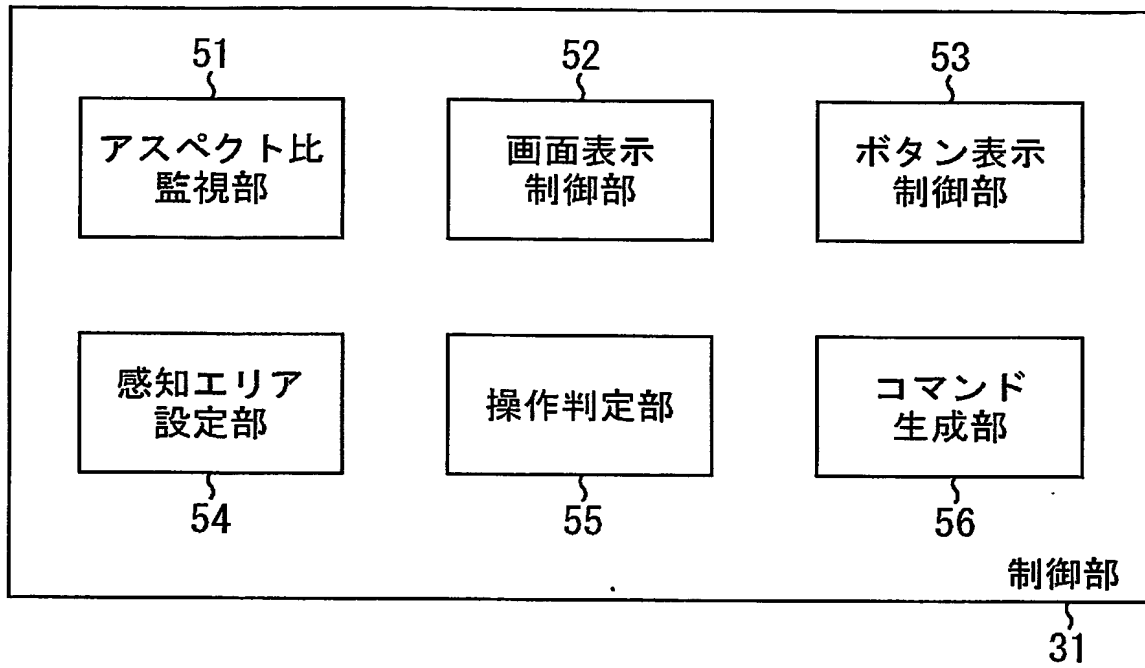 51
52
53
アスペクト比
監視部
画面表示
制御部
ボタン表示
制御部
感知エリア
設定部
操作判定部
コマンド
生成部
54
55
56
制御部
31